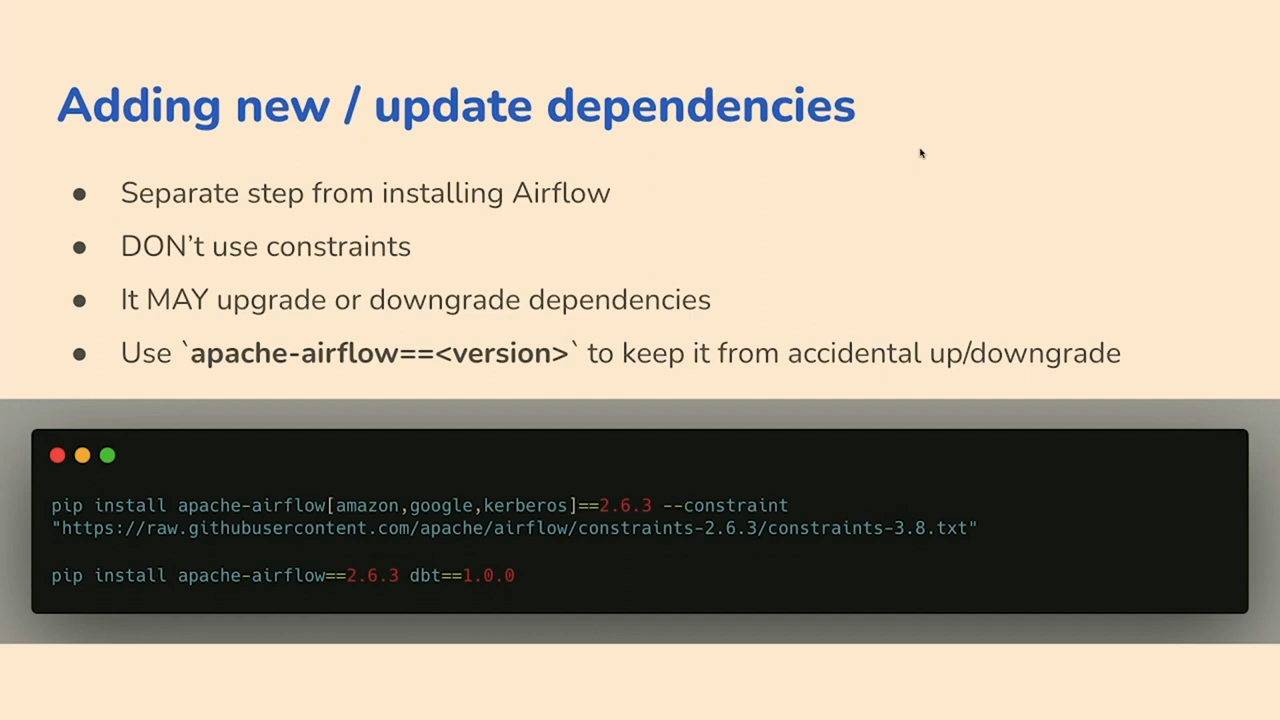 Adding new / update dependencies
● Separate step from installing Airflow
● DON't use constraints
● It MAY upgrade or downgrade dependencies
● Use `apache-airflow==<version>` to keep it from accidental up/downgrade
pip install apache-airflow[amazon,google,kerberos]==2.6.3 --constraint
"https://raw.githubusercontent.com/apache/airflow/constraints-2.6.3/constraints-3.8.txt"
pip install apache-airflow==2.6.3 dbt==1.0.0